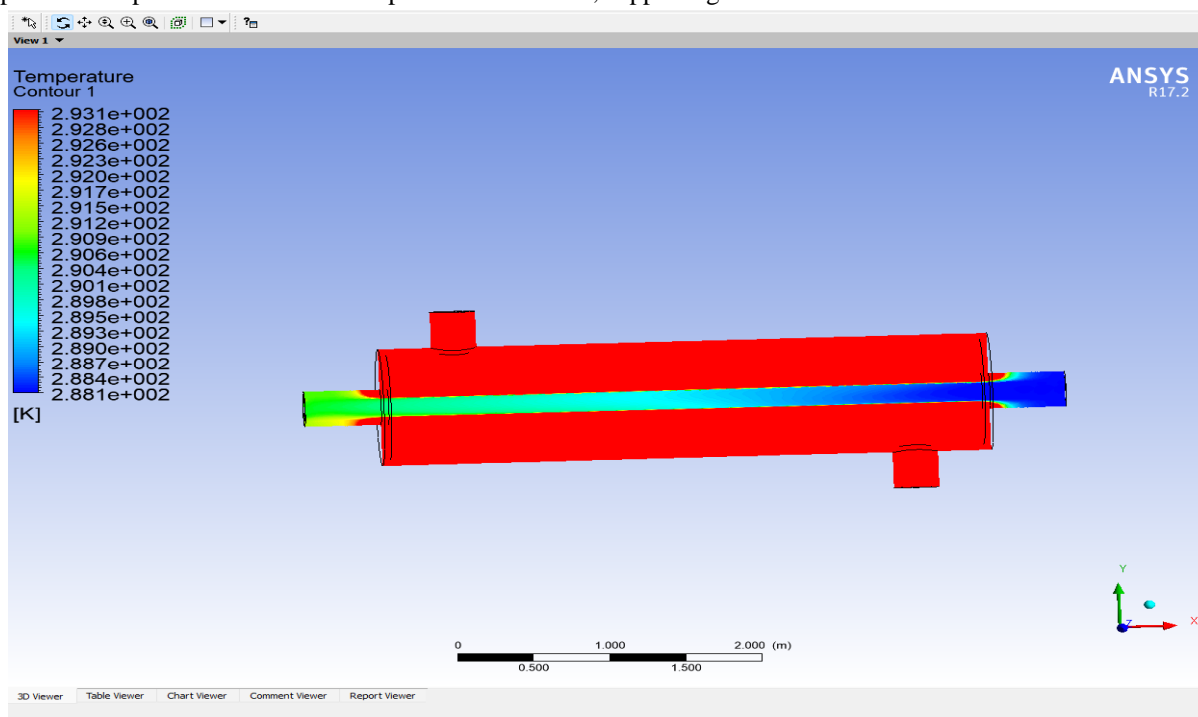 View 1
Temperature
Contour 1
2.931e+002
2.928e+002
2.926e+002
2.923e+002
2.920e+002
2.917e+002
2.915e+002
2.912e+002
2.909e+002
2.906e+002
2.904e+002
2.901e+002
2.898e+002
2.895e+002
2.893e+002
2.890e+002
2.887e+002
2.884e+002
2.881e+002
[K]
ANSYS
R17.2
Y
Z
X
0 1.000 2.000 (m)
0.500 1.500
3D Viewer Table Viewer Chart Viewer Comment Viewer Report Viewer